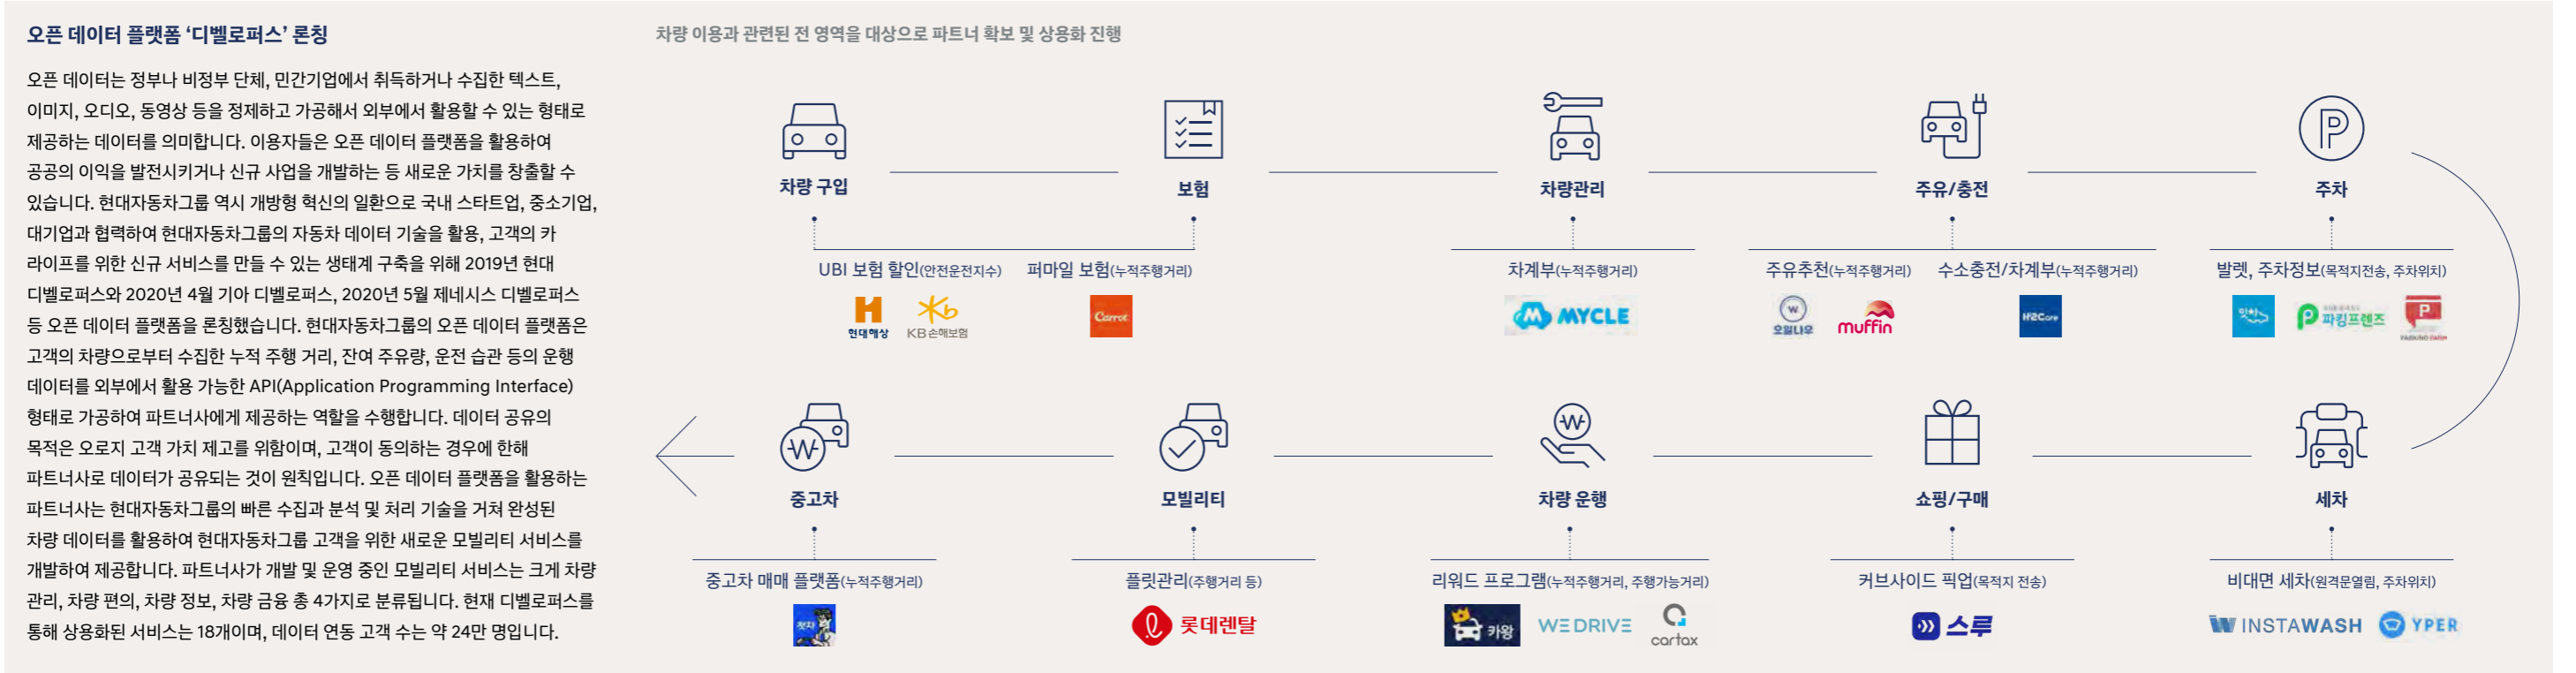 오픈 데이터 플랫폼 ‘디벨로퍼스’ 론칭
오픈 데이터는 정부나 비정부 단체, 민간기업에서 취득하거나 수집한 텍스트,
이미지, 오디오, 동영상 등을 정제하고 가공해서 외부에서 활용할 수 있는 형태로
제공하는 데이터를 의미합니다. 이용자들은 오픈 데이터 플랫폼을 활용하여
공공의 이익을 발전시키거나 신규 사업을 개발하는 등 새로운 가치를 창출할 수
있습니다. 현대자동차그룹 역시 개방형 혁신의 일환으로 국내 스타트업, 중소기업,
대기업과 협력하여 현대자동차그룹의 자동차 데이터 기술을 활용, 고객의 카
라이프를 위한 신규 서비스를 만들 수 있는 생태계 구축을 위해 2019년 현대
디벨로퍼스와 2020년 4월 기아 디벨로퍼스, 2020년 5월 제네시스 디벨로퍼스
등 오픈 데이터 플랫폼을 론칭했습니다. 현대자동차그룹의 오픈 데이터 플랫폼은
고객의 차량으로부터 수집한 누적 주행 거리, 잔여 주유량, 운전 습관 등의 운행
데이터를 외부에서 활용 가능한 API(Application Programming Interface)
형태로 가공하여 파트너사에게 제공하는 역할을 수행합니다. 데이터 공유의
목적은 오로지 고객 가치 제고를 위함이며, 고객이 동의하는 경우에 한해
파트너사로 데이터가 공유되는 것이 원칙입니다. 오픈 데이터 플랫폼을 활용하는
파트너사는 현대자동차그룹의 빠른 수집과 분석 및 처리 기술을 거쳐 완성된
차량 데이터를 활용하여 현대자동차그룹 고객을 위한 새로운 모빌리티 서비스를
개발하여 제공합니다. 파트너사가 개발 및 운영 중인 모빌리티 서비스는 크게 차량
관리, 차량 편의, 차량 정보, 차량 금융 총 4가지로 분류됩니다. 현재 디벨로퍼스를
통해 상용화된 서비스는 18개이며, 데이터 연동 고객 수는 약 24만 명입니다.
차량 이용과 관련된 전 영역을 대상으로 파트너 확보 및 상용화 진행
차량 구입
보험
차량관리
주유/충전
P
주차
UBI 보험 할인(안전운전지수)
퍼마일 보험(누적주행거리)
차계부(누적주행거리)
주유추천(누적주행거리)
수소충전/차계부(누적주행거리)
발렛, 주차정보(목적지전송, 주차위치)
현대해상
KB손해보험
Carrot
MYCLE
오일나우
muffin
H2Care
잇차
P 파킹프렌즈
P
PARKING FARM
중고차
모빌리티
차량 운행
쇼핑/구매
세차
중고차 매매 플랫폼(누적주행거리)
플릿관리(주행거리 등)
리워드 프로그램(누적주행거리, 주행가능거리)
커브사이드 픽업(목적지 전송)
비대면 세차(원격문열림, 주차위치)
첫차
롯데렌탈
카왕
WEDRIVE
cartax
스루
INSTAWASH
YPER